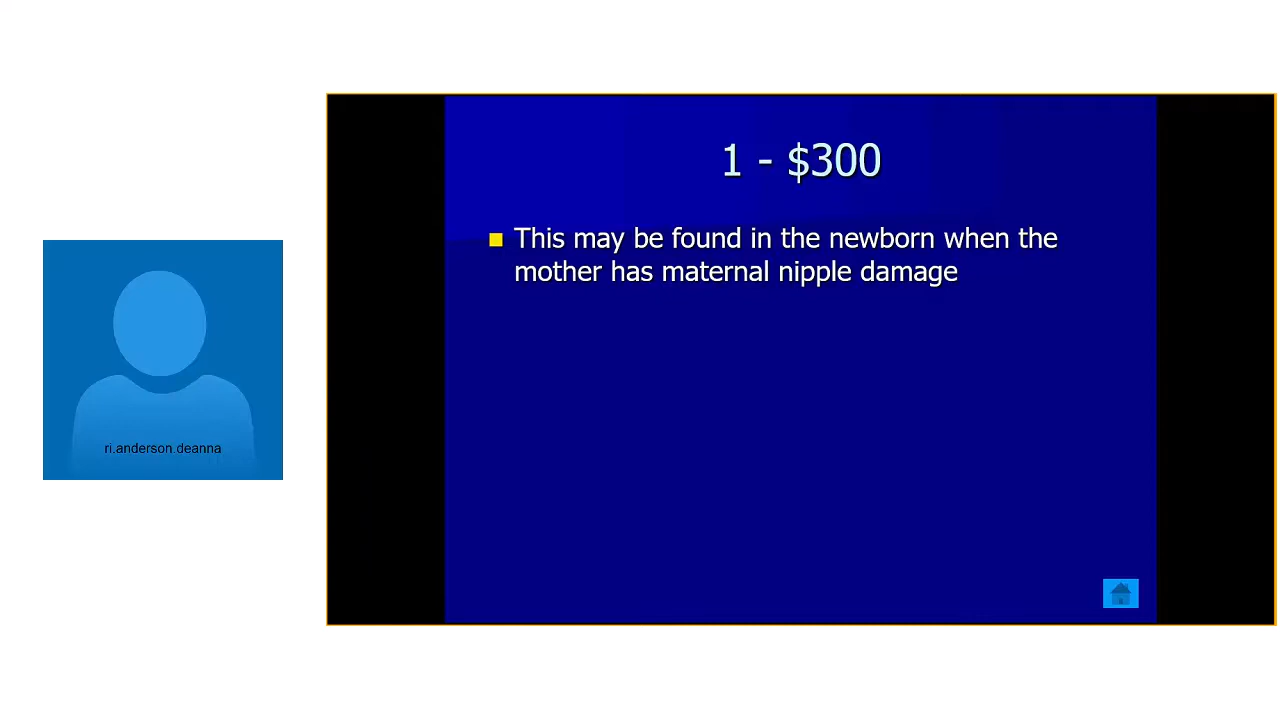 1 - $300
This may be found in the newborn when the
mother has maternal nipple damage
ri.anderson.deanna